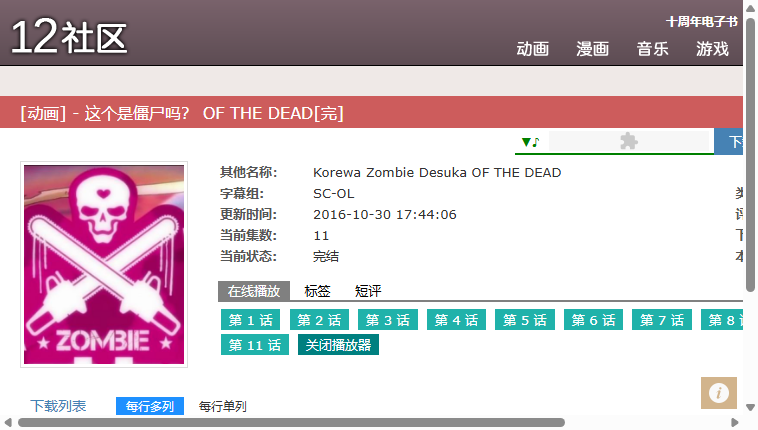 十周年电子书
12社区
动画 漫画 音乐 游戏
[动画] - 这个是僵尸吗? OF THE DEAD[完]
▼♪
其他名称: Korewa Zombie Desuka OF THE DEAD
字幕组: SC-OL
更新时间: 2016-10-30 17:44:06
当前集数: 11
当前状态: 完结
ZOMBIE
在线播放 标签 短评
第 1 话 第 2 话 第 3 话 第 4 话 第 5 话 第 6 话 第 7 话 第 8
第 11 话 关闭播放器
下载列表 每行多列 每行单列